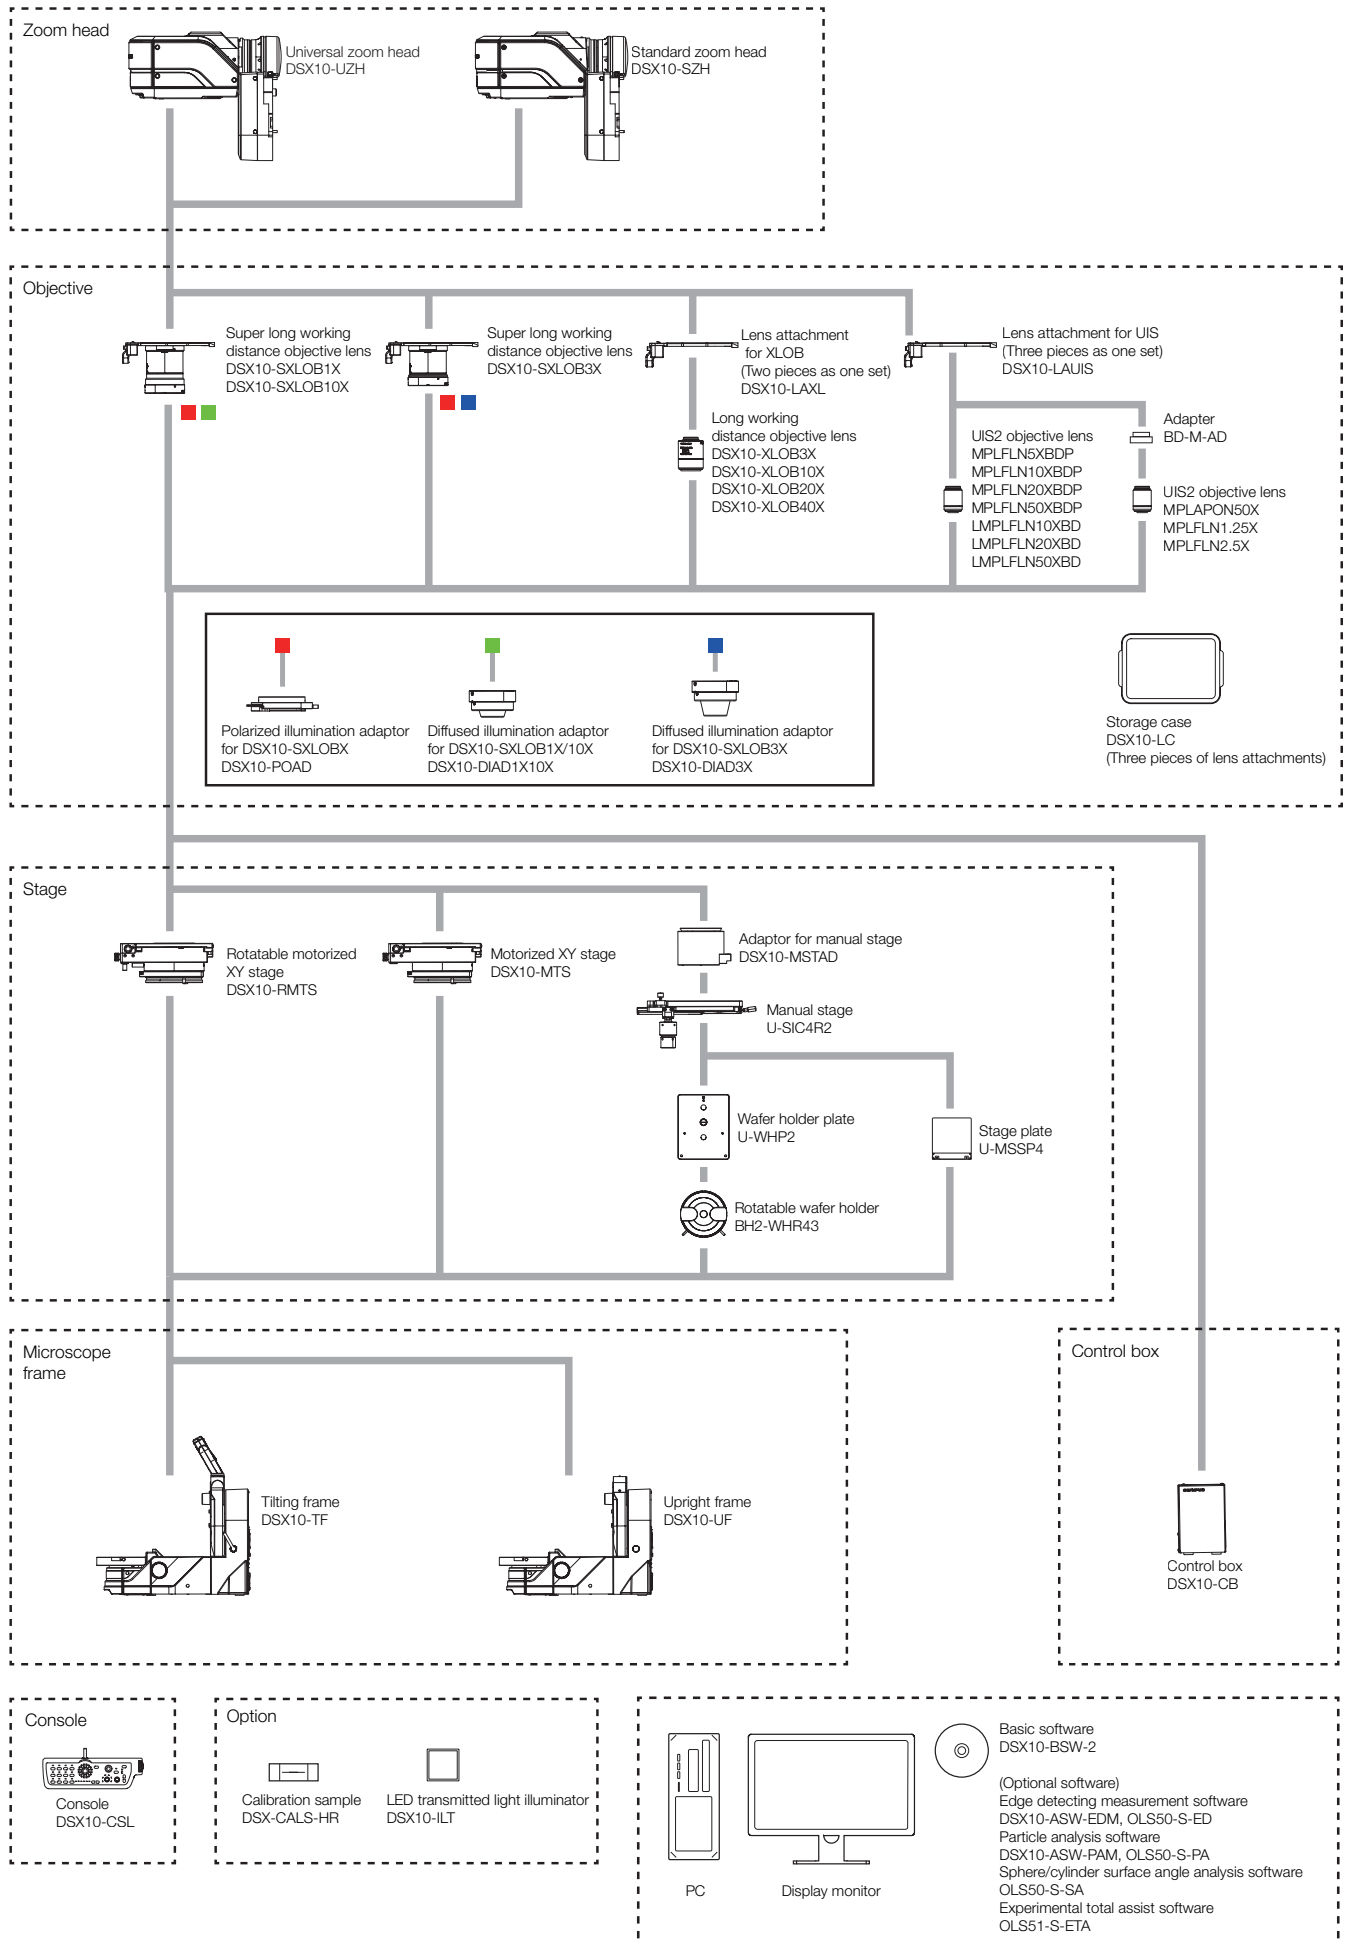 Zoom head
Universal zoom head
DSX10-UZH
Standard zoom head
DSX10-SZH
Objective
Super long working
distance objective lens
DSX10-SXLOB1X
DSX10-SXLOB10X
Super long working
distance objective lens
DSX10-SXLOB3X
Lens attachment
for XLOB
(Two pieces as one set)
DSX10-LAXL
Long working
distance objective lens
DSX10-XLOB3X
DSX10-XLOB10X
DSX10-XLOB20X
DSX10-XLOB40X
Lens attachment for UIS
(Three pieces as one set)
DSX10-LAUIS
UIS2 objective lens
MPLFLN5XBDP
MPLFLN10XBDP
MPLFLN20XBDP
MPLFLN50XBDP
LMPLFLN10XBD
LMPLFLN20XBD
LMPLFLN50XBD
Adapter
BD-M-AD
UIS2 objective lens
MPLAPON50X
MPLFLN1.25X
MPLFLN2.5X
Polarized illumination adaptor
for DSX10-SXLOBX
DSX10-POAD
Diffused illumination adaptor
for DSX10-SXLOB1X/10X
DSX10-DIAD1X10X
Diffused illumination adaptor
for DSX10-SXLOB3X
DSX10-DIAD3X
Storage case
DSX10-LC
(Three pieces of lens attachments)
Stage
Rotatable motorized
XY stage
DSX10-RMTS
Motorized XY stage
DSX10-MTS
Adaptor for manual stage
DSX10-MSTAD
Manual stage
U-SIC4R2
Wafer holder plate
U-WHP2
Stage plate
U-MSSP4
Rotatable wafer holder
BH2-WHR43
Microscope
frame
Tilting frame
DSX10-TF
Upright frame
DSX10-UF
Control box
OLYMPUS
Control box
DSX10-CB
Console
Console
DSX10-CSL
Option
Calibration sample
DSX-CALS-HR
LED transmitted light illuminator
DSX10-ILT
PC
Display monitor
Basic software
DSX10-BSW-2
(Optional software)
Edge detecting measurement software
DSX10-ASW-EDM, OLS50-S-ED
Particle analysis software
DSX10-ASW-PAM, OLS50-S-PA
Sphere/cylinder surface angle analysis software
OLS50-S-SA
Experimental total assist software
OLS51-S-ETA